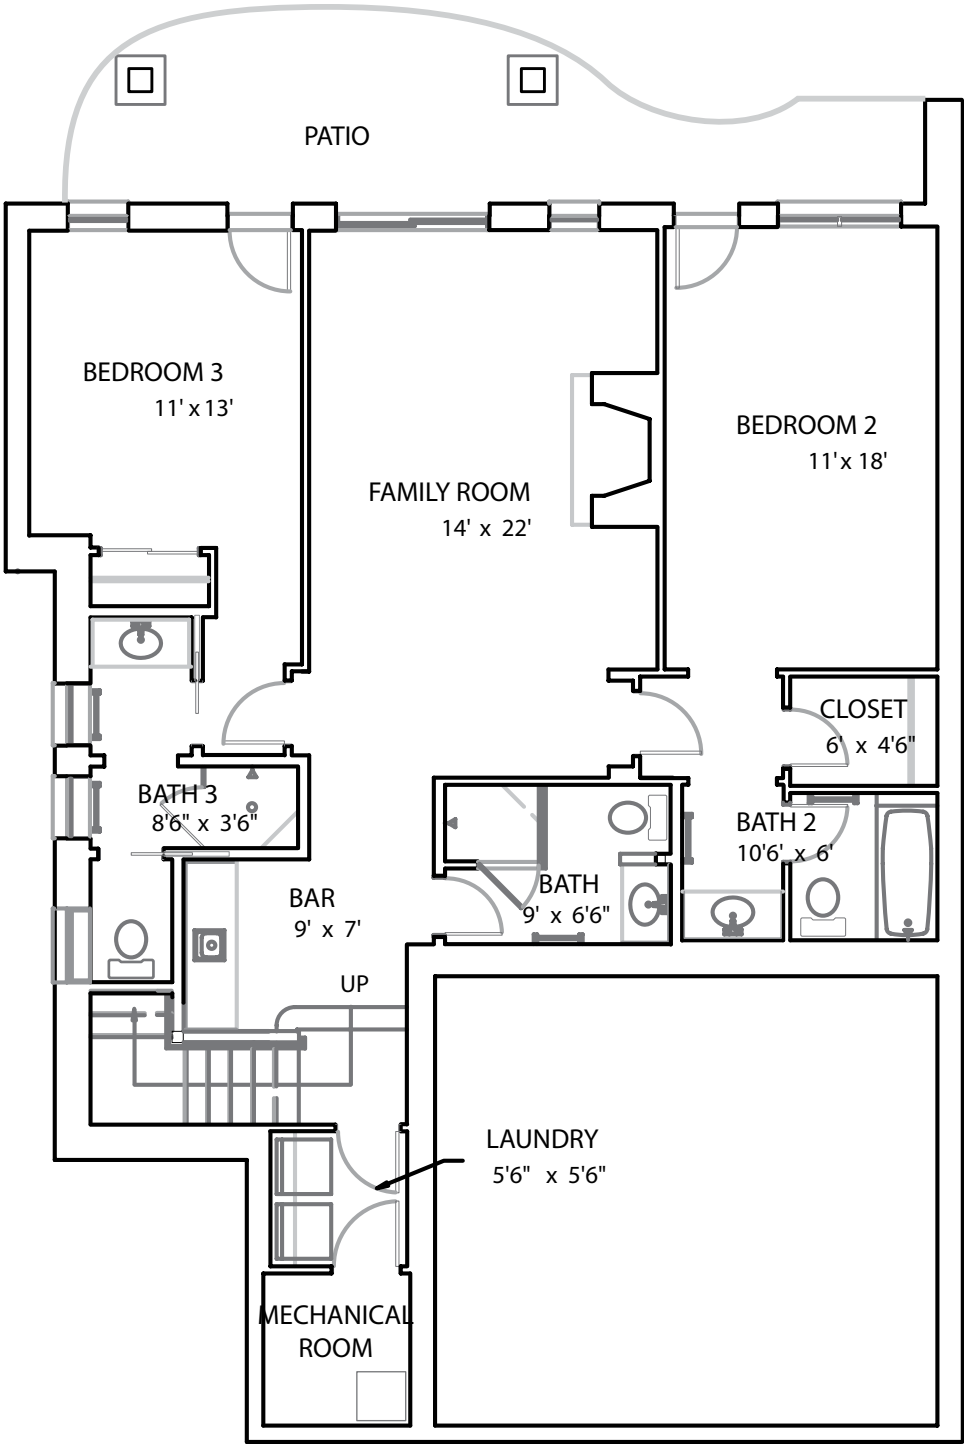 PATIO
BEDROOM 3
11' x 13'
BEDROOM 2
11' x 18'
FAMILY ROOM
14' x 22'
CLOSET
6' x 4'6"
BATH 3
8'6" x 3'6"
BATH 2
10'6' x 6'
BATH
9' x 6'6"
BAR
9' x 7'
UP
LAUNDRY
5'6" x 5'6"
MECHANICAL
ROOM